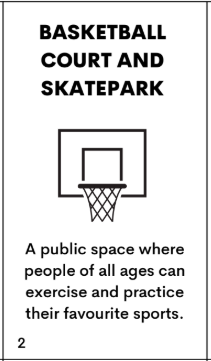 BASKETBALL
COURT AND
SKATEPARK
A public space where
people of all ages can
exercise and practice
their favourite sports.
2